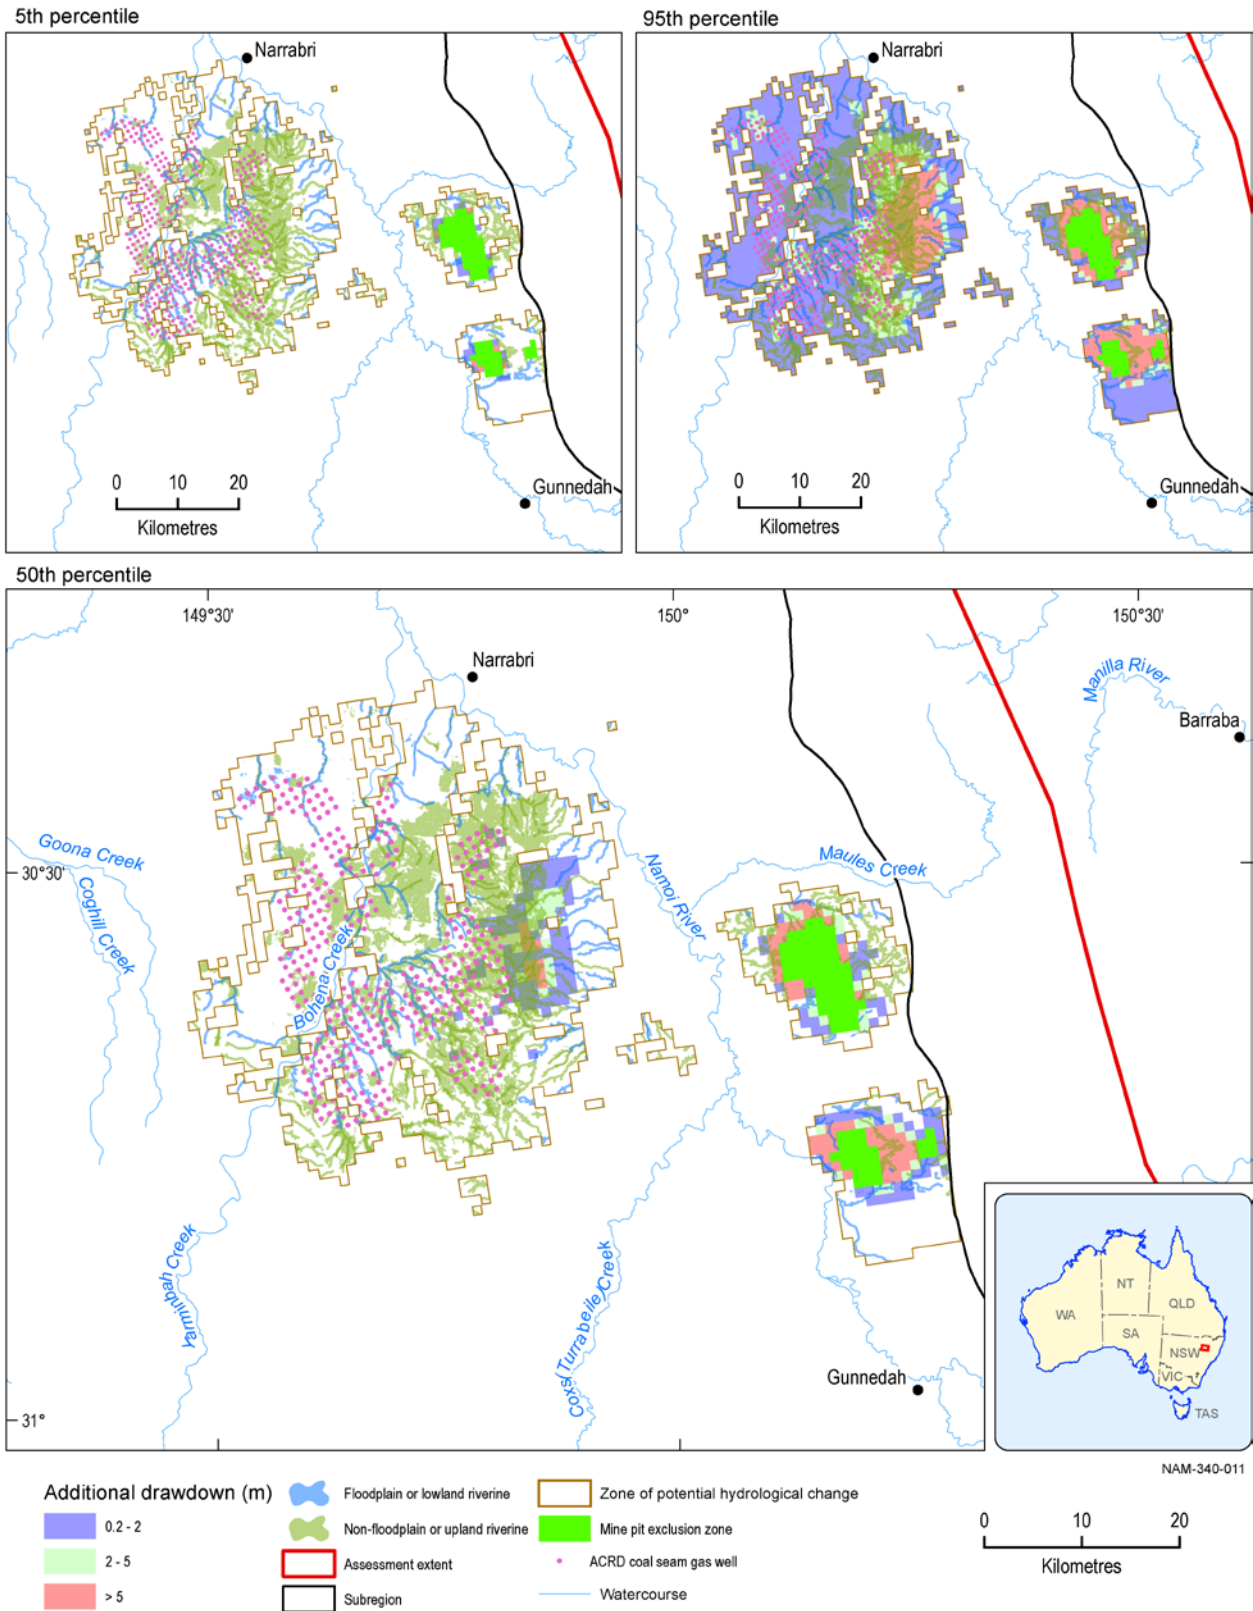 5th percentile
95th percentile
Narrabri
Narrabri
0 10 20
Kilometres
Gunnedah
0 10 20
Kilometres
Gunnedah
50th percentile
149°30'
150°
150°30'
Narrabri
Manilla River
Barraba
Goona Creek
30°30'
Coghill Creek
Namoi River
Maules Creek
Bohena Creek
Yarminbah Creek
Coxs (Turrabeile) Creek
Gunnedah
31°
NT
WA
QLD
SA
NSW
VIC
TAS
NAM-340-011
Additional drawdown (m)
0.2 - 2
2 - 5
> 5
Floodplain or lowland riverine
Non-floodplain or upland riverine
Assessment extent
Subregion
Zone of potential hydrological change
Mine pit exclusion zone
ACRD coal seam gas well
Watercourse
0 10 20
Kilometres